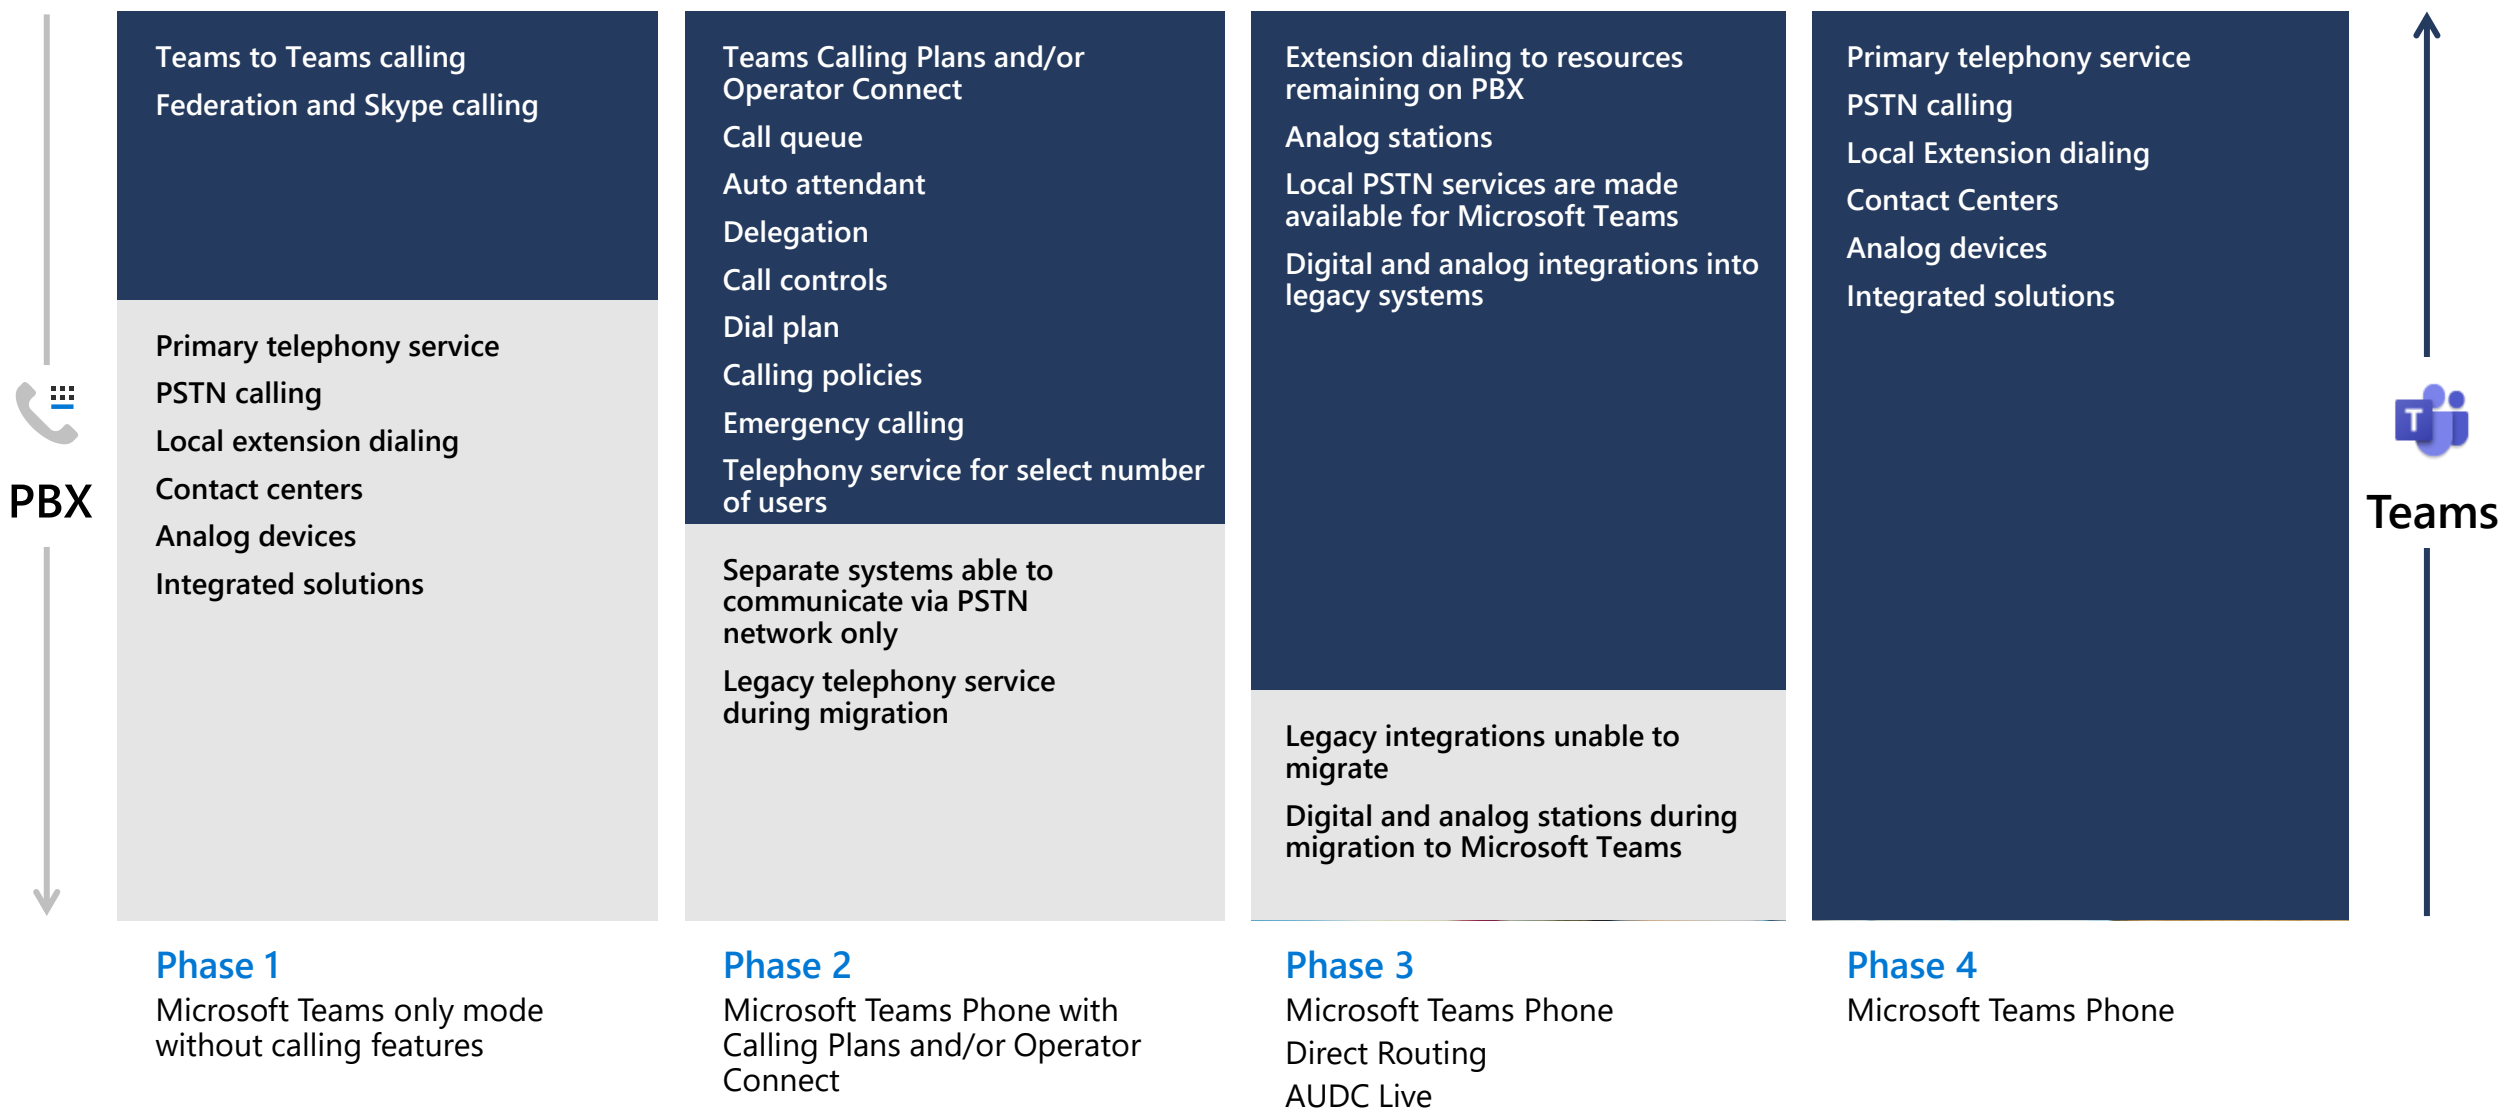 PBX
Teams to Teams calling
Federation and Skype calling
Primary telephony service
PSTN calling
Local extension dialing
Contact centers
Analog devices
Integrated solutions
Phase 1
Microsoft Teams only mode
without calling features
Teams Calling Plans and/or
Operator Connect
Call queue
Auto attendant
Delegation
Call controls
Dial plan
Calling policies
Emergency calling
Telephony service for select number
of users
Separate systems able to
communicate via PSTN
network only
Legacy telephony service
during migration
Phase 2
Microsoft Teams Phone with
Calling Plans and/or Operator
Connect
Extension dialing to resources
remaining on PBX
Analog stations
Local PSTN services are made
available for Microsoft Teams
Digital and analog integrations into
legacy systems
Legacy integrations unable to
migrate
Digital and analog stations during
migration to Microsoft Teams
Phase 3
Microsoft Teams Phone
Direct Routing
AUDC Live
Primary telephony service
PSTN calling
Local Extension dialing
Contact Centers
Analog devices
Integrated solutions
Phase 4
Microsoft Teams Phone
T
Teams